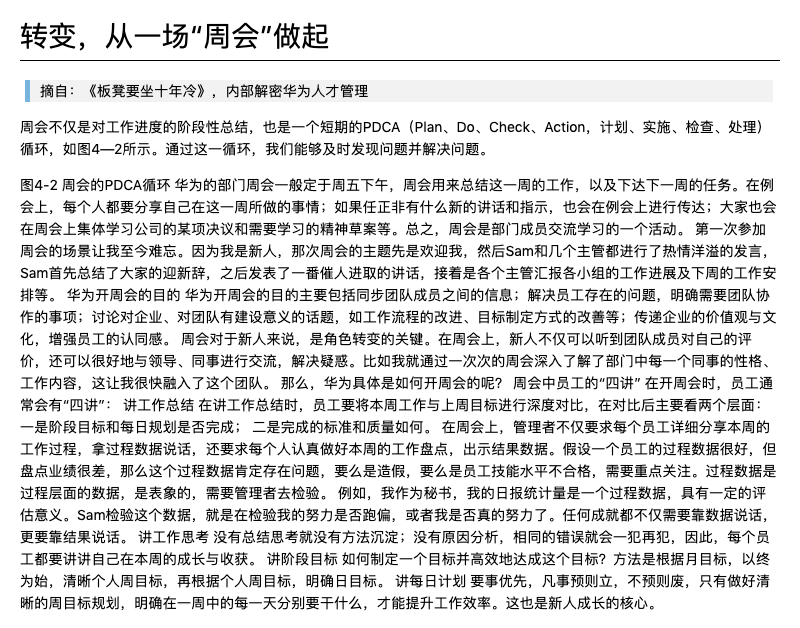 转变，从一场“周会”做起
摘自：《板凳要坐十年冷》，内部解密华为人才管理
周会不仅是对工作进度的阶段性总结，也是一个短期的PDCA（Plan、Do、Check、Action，计划、实施、检查、处理）
循环，如图4—2所示。通过这一循环，我们能够及时发现问题并解决问题。
图4-2 周会的PDCA循环 华为的部门周会一般定于周五下午，周会用来总结这一周的工作，以及下达下一周的任务。在例
会上，每个人都要分享自己在这一周所做的事情；如果任正非有什么新的讲话和指示，也会在例会上进行传达；大家也会
在周会上集体学习公司的某项决议和需要学习的精神草案等。总之，周会是部门成员交流学习的一个活动。 第一次参加
周会的场景让我至今难忘。因为我是新人，那次周会的主题先是欢迎我，然后Sam和几个主管都进行了热情洋溢的发言，
Sam首先总结了大家的迎新辞，之后发表了一番催人进取的讲话，接着是各个主管汇报各小组的工作进展及下周的工作安
排等。 华为开周会的目的 华为开周会的目的主要包括同步团队成员之间的信息；解决员工存在的问题，明确需要团队协
作的事项；讨论对企业、对团队有建设意义的话题，如工作流程的改进、目标制定方式的改善等；传递企业的价值观与文
化，增强员工的认同感。 周会对于新人来说，是角色转变的关键。在周会上，新人不仅可以听到团队成员对自己的评
价，还可以很好地与领导、同事进行交流，解决疑惑。比如我就通过一次次的周会深入了解了部门中每一个同事的性格、
工作内容，这让我很快融入了这个团队。 那么，华为具体是如何开周会的呢？ 周会中员工的“四讲” 在开周会时，员工通
常会有“四讲”： 讲工作总结 在讲工作总结时，员工要将本周工作与上周目标进行深度对比，在对比后主要看两个层面：
一是阶段目标和每日规划是否完成； 二是完成的标准和质量如何。 在周会上，管理者不仅要求每个员工详细分享本周的
工作过程，拿过程数据说话，还要求每个人认真做好本周的工作盘点，出示结果数据。假设一个员工的过程数据很好，但
盘点业绩很差，那么这个过程数据肯定存在问题，要么是造假，要么是员工技能水平不合格，需要重点关注。过程数据是
过程层面的数据，是表象的，需要管理者去检验。 例如，我作为秘书，我的日报统计量是一个过程数据，具有一定的评
估意义。Sam检验这个数据，就是在检验我的努力是否跑偏，或者我是否真的努力了。任何成就都不仅需要靠数据说话，
更要靠结果说话。 讲工作思考 没有总结思考就没有方法沉淀；没有原因分析，相同的错误就会一犯再犯，因此，每个员
工都要讲讲自己在本周的成长与收获。 讲阶段目标 如何制定一个目标并高效地达成这个目标？方法是根据月目标，以终
为始，清晰个人周目标，再根据个人周目标，明确日目标。 讲每日计划 要事优先，凡事预则立，不预则废，只有做好清
晰的周目标规划，明确在一周中的每一天分别要干什么，才能提升工作效率。这也是新人成长的核心。